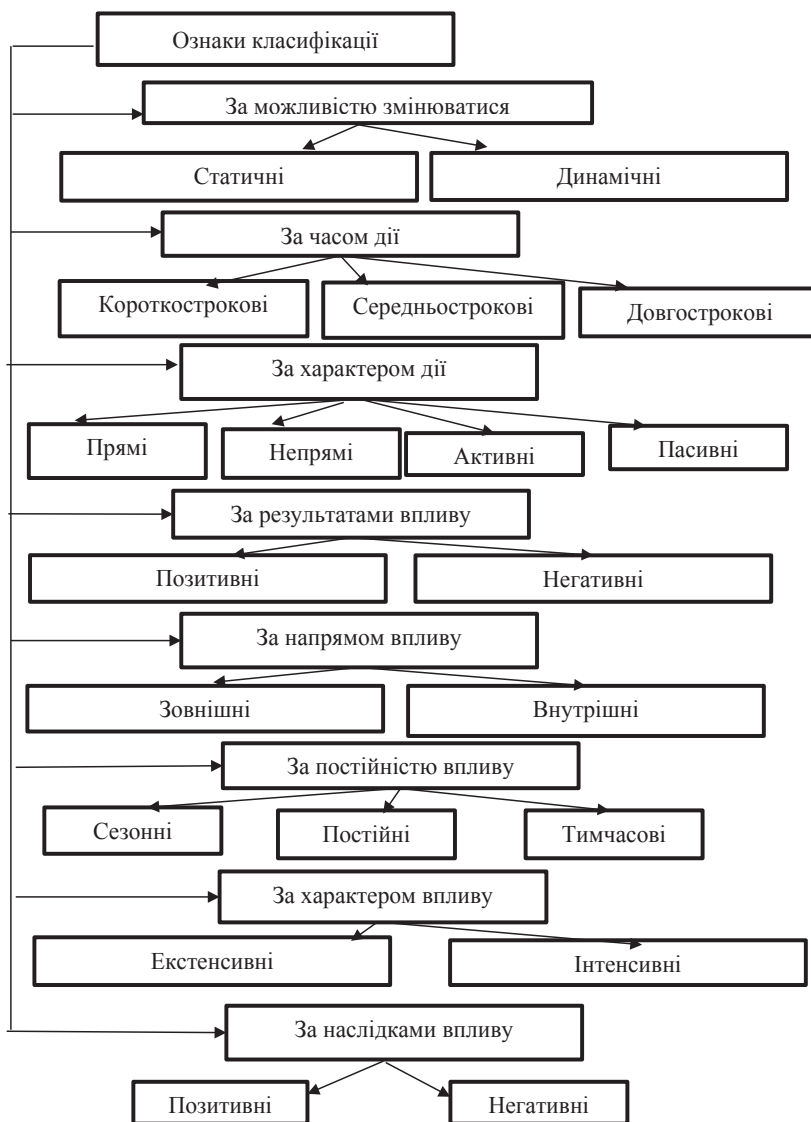 Ознаки класифікації
За можливістю змінюватися
Статичні
Динамічні
За часом дії
Короткострокові
Середньострокові
Довгострокові
За характером дії
Прямі
Непрямі
Активні
Пасивні
За результатами впливу
Позитивні
Негативні
За напрямом впливу
Зовнішні
Внутрішні
За постійністю впливу
Сезонні
Постійні
Тимчасові
За характером впливу
Екстенсивні
Інтенсивні
За наслідками впливу
Позитивні
Негативні